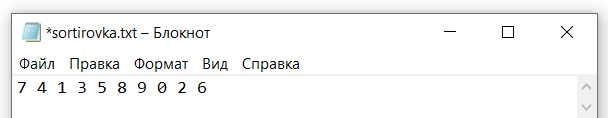 *sortirovka.txt – Блокнот
Файл Правка Формат Вид Справка
7 4 1 3 5 8 9 0 2 6